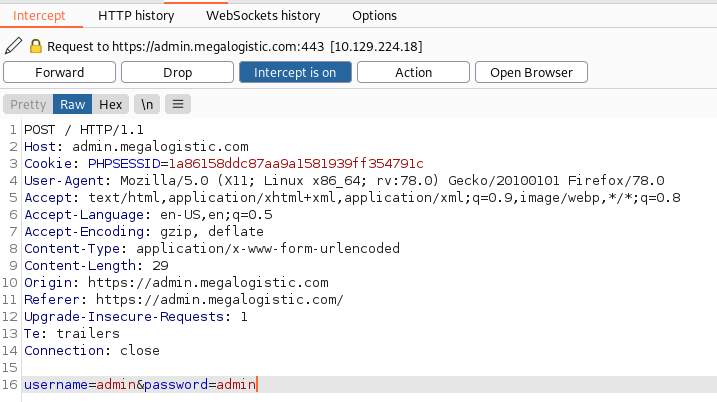 Intercept HTTP history WebSockets history Options
Request to https://admin.megalogistic.com:443 [10.129.224.18]
Forward Drop Intercept is on Action Open Browser
Pretty Raw Hex \n
1 POST / HTTP/1.1
2 Host: admin.megalogistic.com
3 Cookie: PHPSESSID=1a86158ddc87aa9a1581939ff354791c
4 User-Agent: Mozilla/5.0 (X11; Linux x86_64; rv:78.0) Gecko/20100101 Firefox/78.0
5 Accept: text/html,application/xhtml+xml,application/xml;q=0.9,image/webp,*/*;q=0.8
6 Accept-Language: en-US,en;q=0.5
7 Accept-Encoding: gzip, deflate
8 Content-Type: application/x-www-form-urlencoded
9 Content-Length: 29
10 Origin: https://admin.megalogistic.com
11 Referer: https://admin.megalogistic.com/
12 Upgrade-Insecure-Requests: 1
13 Te: trailers
14 Connection: close
15
16 username=admin&password=admin